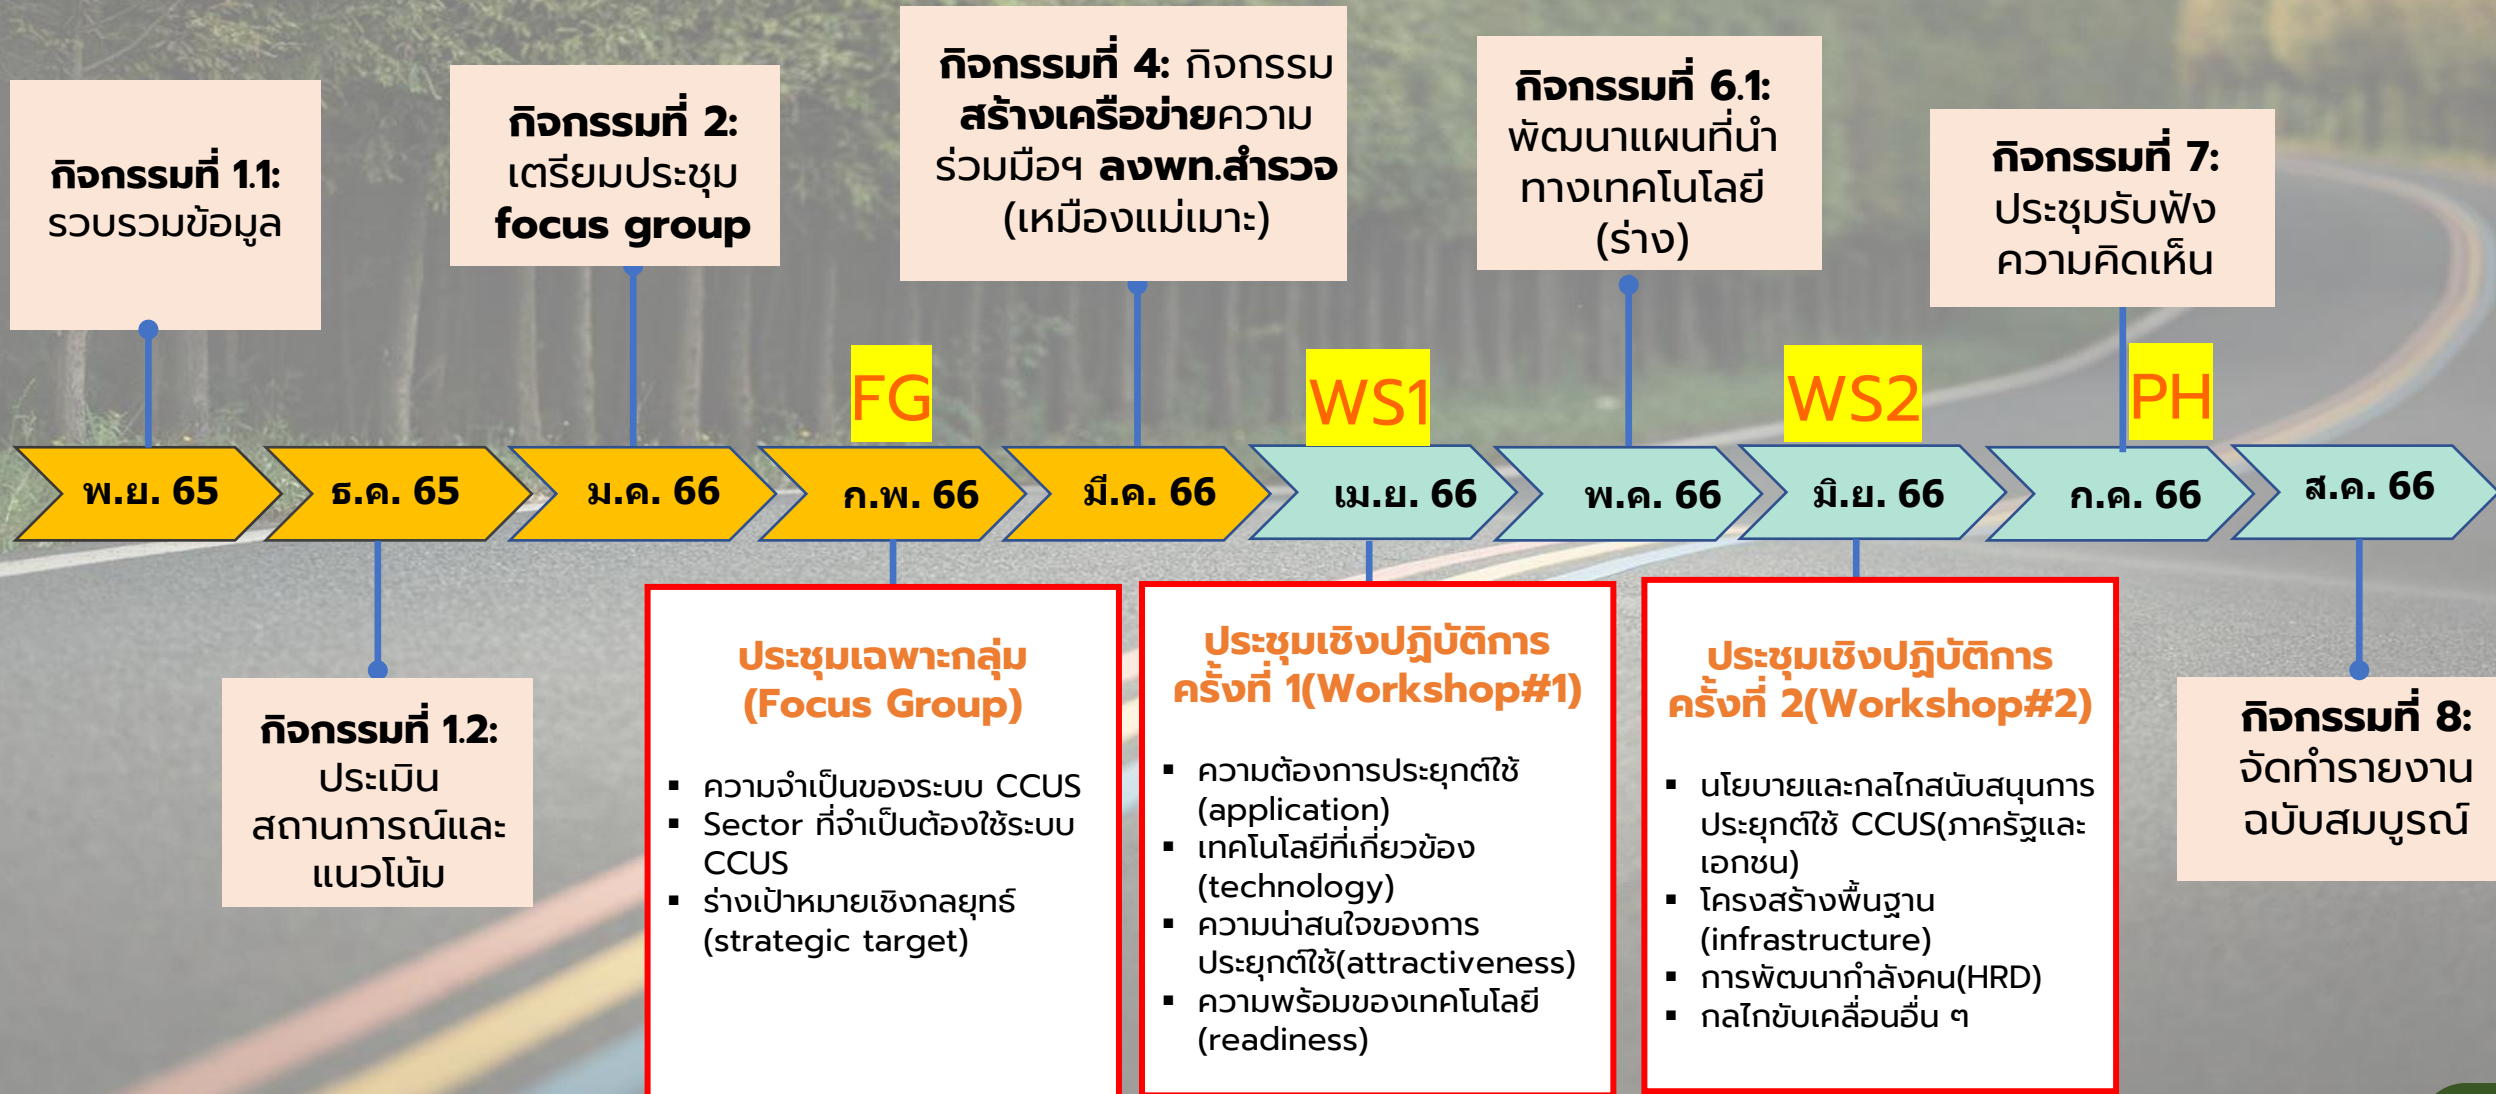 กิจกรรมที่ 1.1:
รวบรวมข้อมูล
กิจกรรมที่ 2:
เตรียมประชุม
focus group
กิจกรรมที่ 4: กิจกรรม
สร้างเครือข่ายความ
ร่วมมือฯ ลงพท.สำรวจ
(เหมืองแม่เมาะ)
กิจกรรมที่ 6.1:
พัฒนาแผนที่นำ
ทางเทคโนโลยี
(ร่าง)
กิจกรรมที่ 7:
ประชุมรับฟัง
ความคิดเห็น
FG
WS1
WS2
PH
พ.ย. 65
ธ.ค. 65
ม.ค. 66
ก.พ. 66
มี.ค. 66
เม.ย. 66
พ.ค. 66
มิ.ย. 66
ก.ค. 66
ส.ค. 66
กิจกรรมที่ 1.2:
ประเมิน
สถานการณ์และ
แนวโน้ม
ประชุมเฉพาะกลุ่ม
(Focus Group)
▪ ความจำเป็นของระบบ CCUS
▪ Sector ที่จำเป็นต้องใช้ระบบ
CCUS
▪ ร่างเป้าหมายเชิงกลยุทธ์
(strategic target)
ประชุมเชิงปฏิบัติการ
ครั้งที่ 1(Workshop#1)
▪ ความต้องการประยุกต์ใช้
(application)
▪ เทคโนโลยีที่เกี่ยวข้อง
(technology)
▪ ความน่าสนใจของการ
ประยุกต์ใช้(attractiveness)
▪ ความพร้อมของเทคโนโลยี
(readiness)
ประชุมเชิงปฏิบัติการ
ครั้งที่ 2(Workshop#2)
▪ นโยบายและกลไกสนับสนุนการ
ประยุกต์ใช้ CCUS(ภาครัฐและ
เอกชน)
▪ โครงสร้างพื้นฐาน
(infrastructure)
▪ การพัฒนากำลังคน(HRD)
▪ กลไกขับเคลื่อนอื่น ๆ
กิจกรรมที่ 8:
จัดทำรายงาน
ฉบับสมบูรณ์